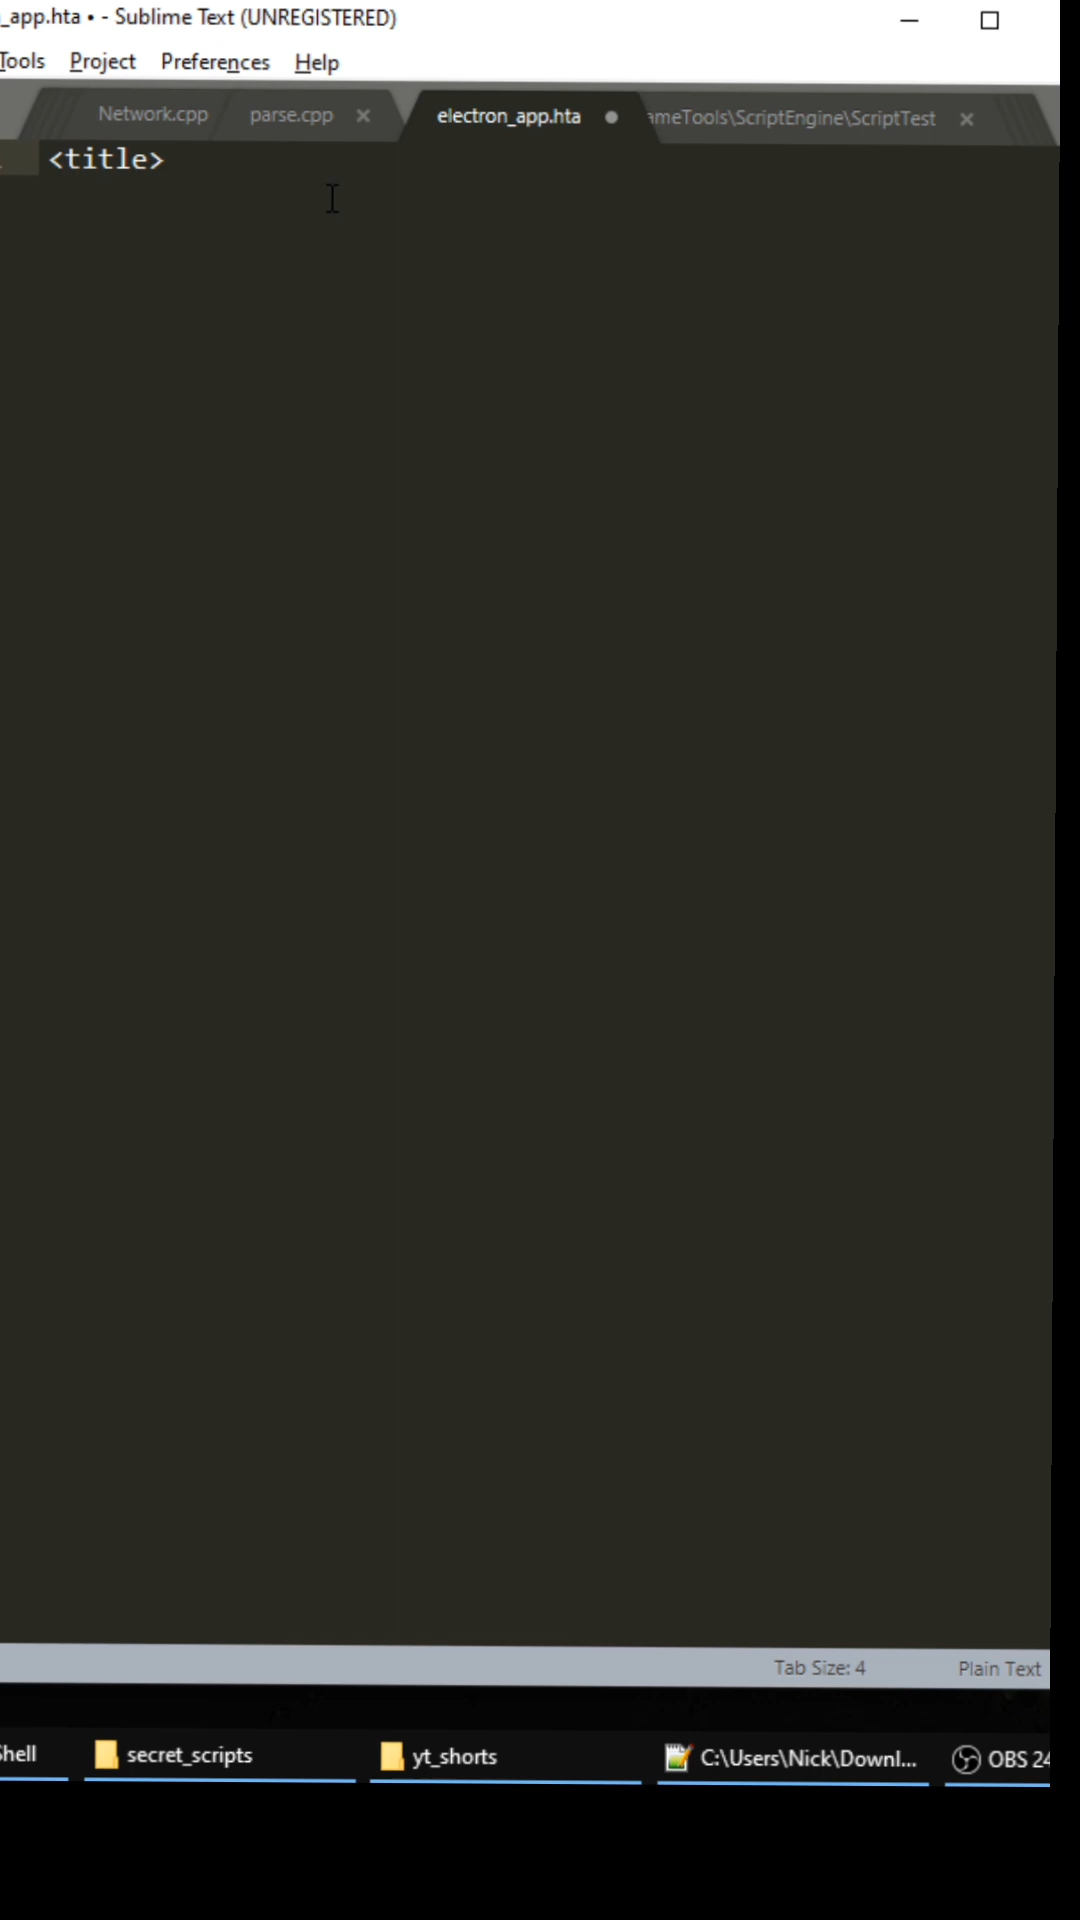 _app.hta • - Sublime Text (UNREGISTERED)
Tools Project Preferences Help
Network.cpp parse.cpp electron_app.hta ameTools\ScriptEngine\ScriptTest
<title>
Tab Size: 4 Plain Text
Shell secret_scripts yt_shorts C:\Users\Nick\Downl... OBS 24